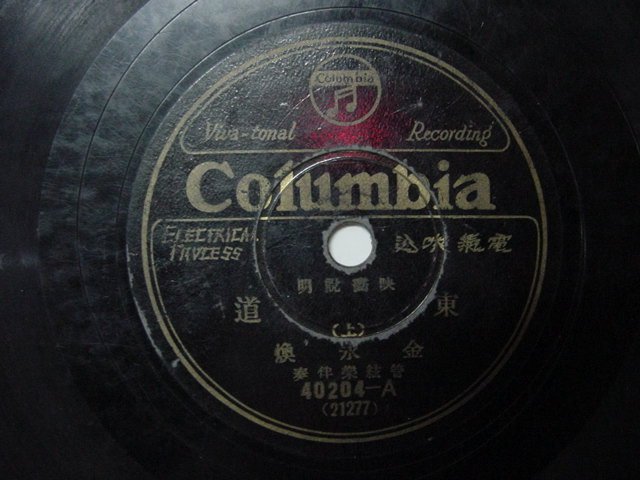 Columbia
Viva-tonal Recording
Columbia
ELECTRICAL
PROCESS
電氣吹込
映畵說明
東道
(上)
金永煥
管絃樂伴奏
40204-A
(21277)